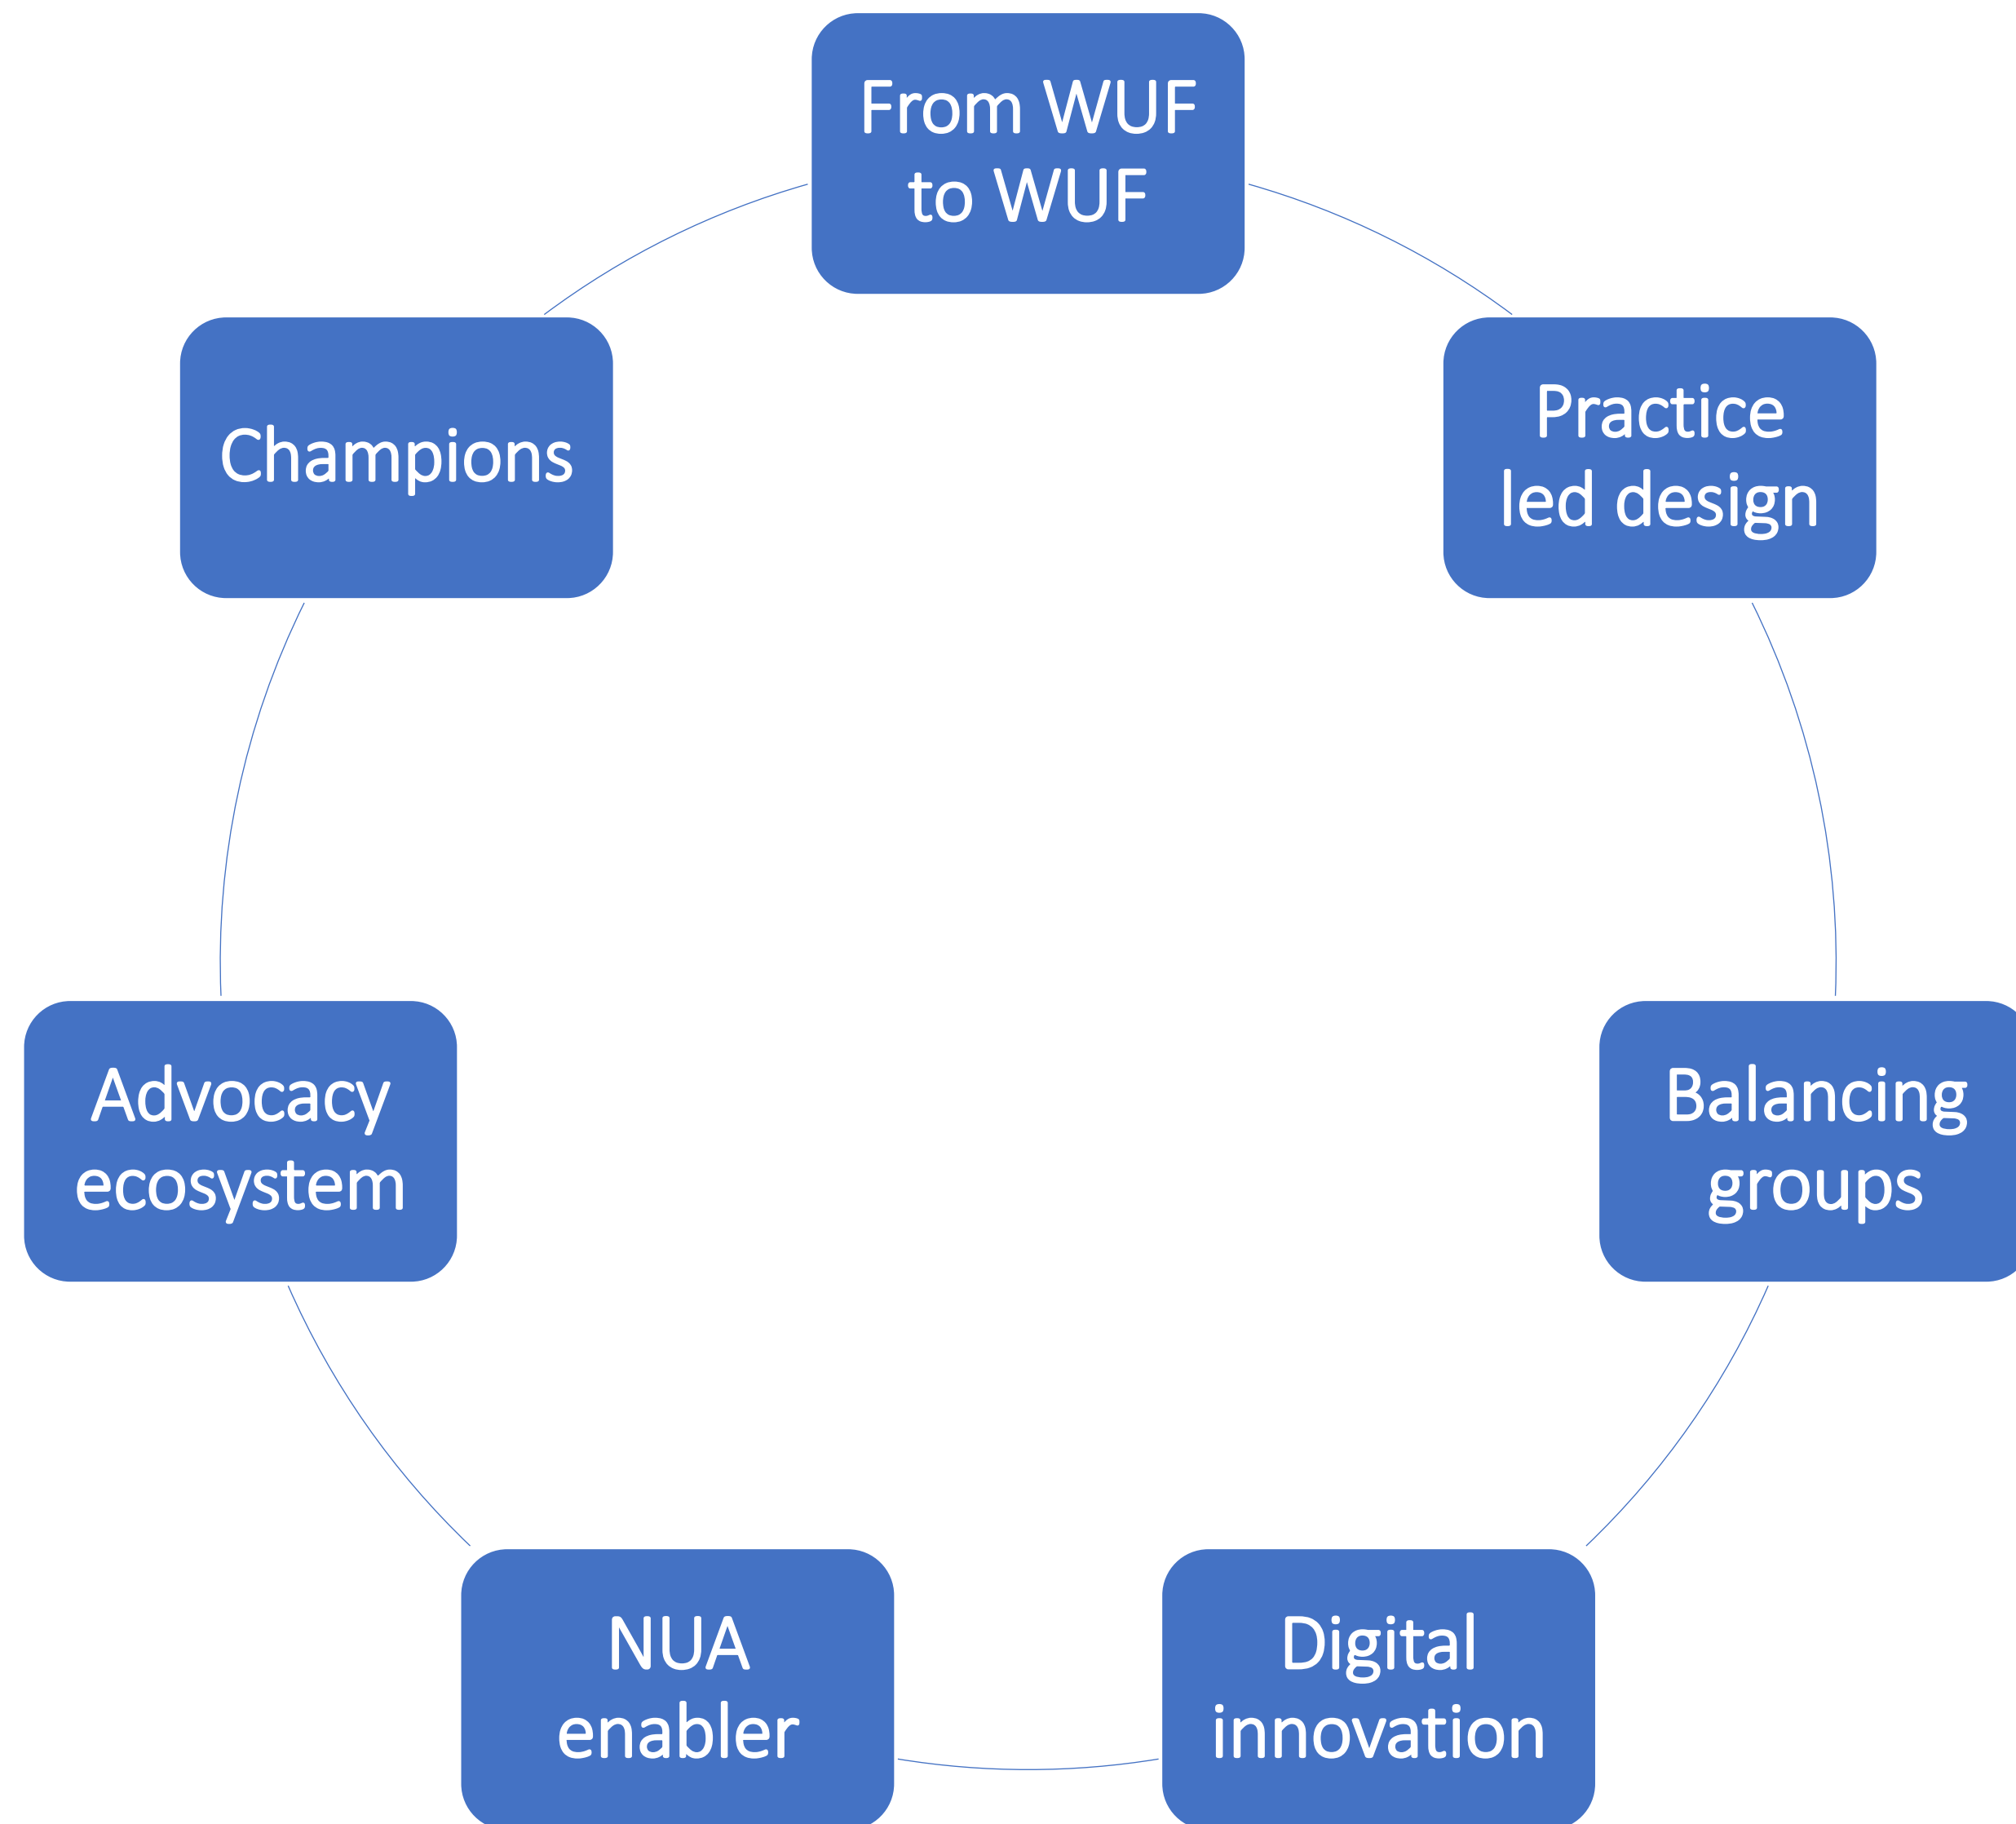 From WUF
to WUF
Practice
led design
Balancing
groups
Digital
innovation
NUA
enabler
Advocacy
ecosystem
Champions